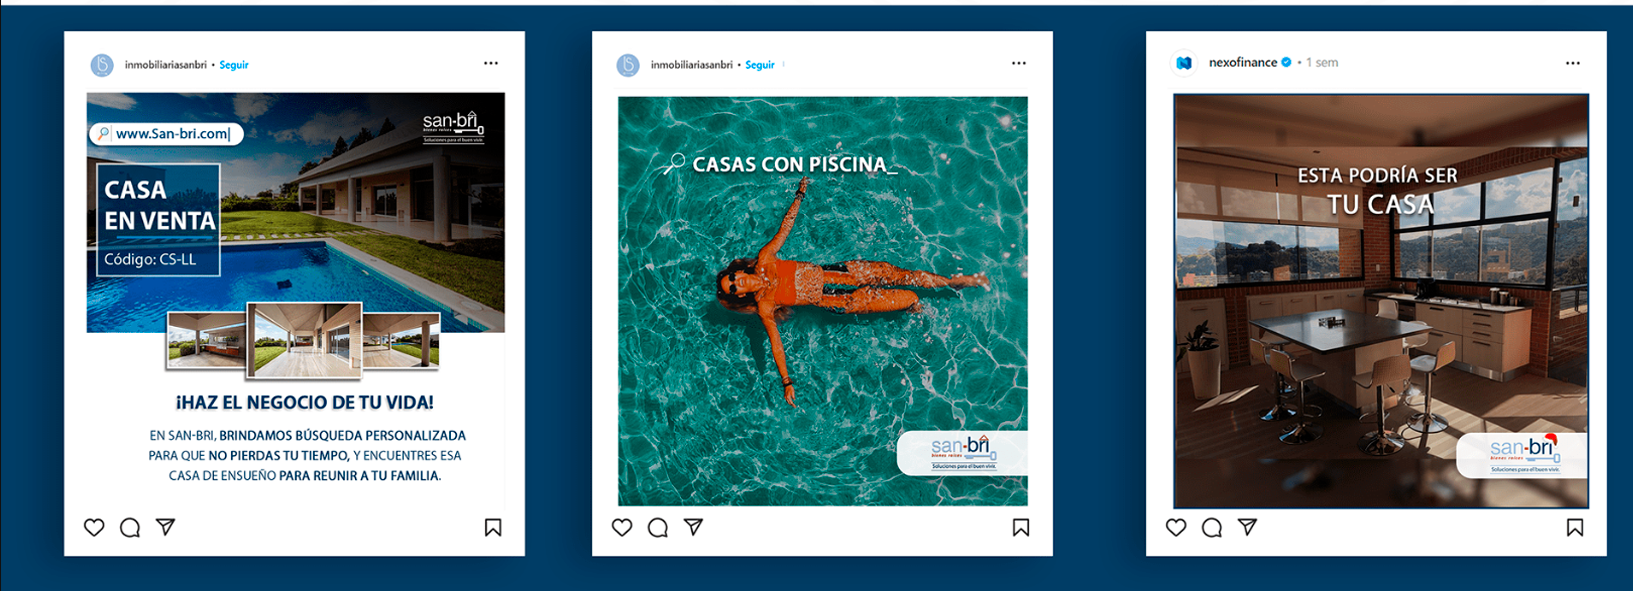 inmobiliariasanbri • Seguir
www.San-bri.com|
san-bri
bienes raíces
Soluciones para el buen vivir.
CASA
EN VENTA
Código: CS-LL
¡HAZ EL NEGOCIO DE TU VIDA!
EN SAN-BRI, BRINDAMOS BÚSQUEDA PERSONALIZADA
PARA QUE NO PIERDAS TU TIEMPO, Y ENCUENTRES ESA
CASA DE ENSUEÑO PARA REUNIR A TU FAMILIA.
inmobiliariasanbri • Seguir
CASAS CON PISCINA_
san-bri
bienes raíces
Soluciones para el buen vivir.
nexofinance • 1 sem
ESTA PODRÍA SER
TU CASA
san-bri
bienes raíces
Soluciones para el buen vivir.